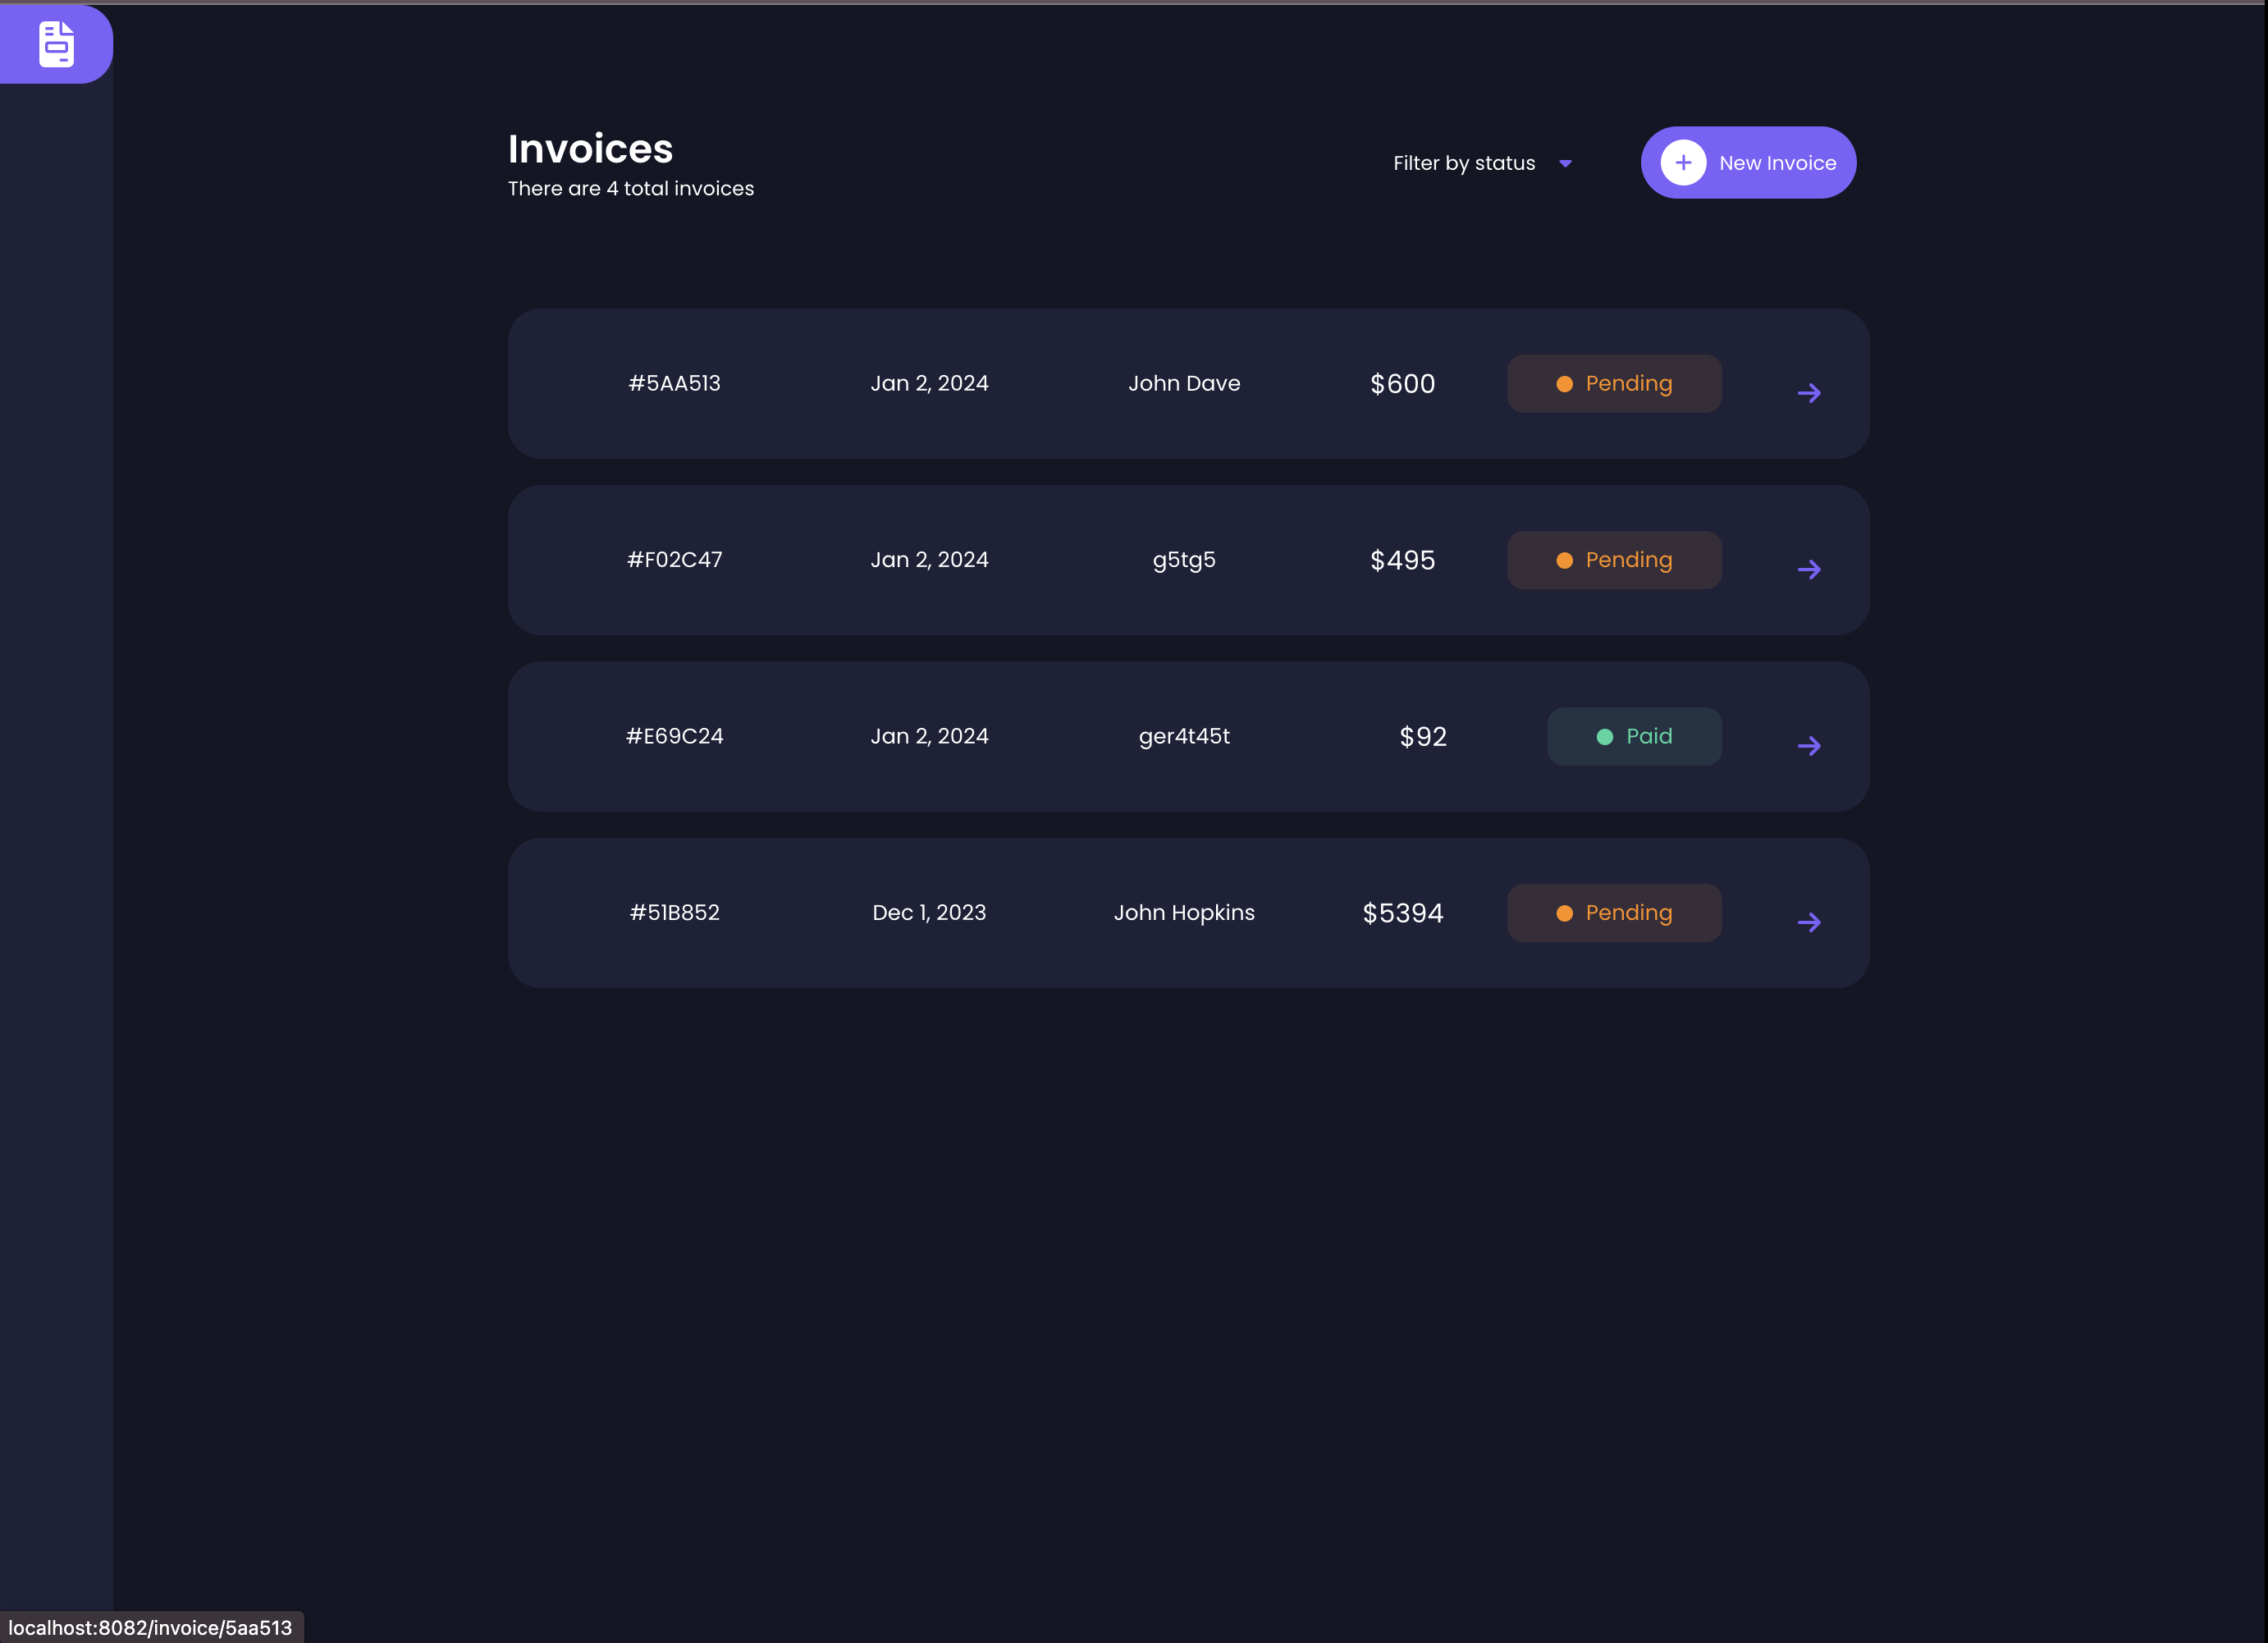 Invoices
There are 4 total invoices
Filter by status
New Invoice
#5AA513 Jan 2, 2024 John Dave $600 Pending
#F02C47 Jan 2, 2024 g5tg5 $495 Pending
#E69C24 Jan 2, 2024 ger4t45t $92 Paid
#51B852 Dec 1, 2023 John Hopkins $5394 Pending
localhost:8082/invoice/5aa513